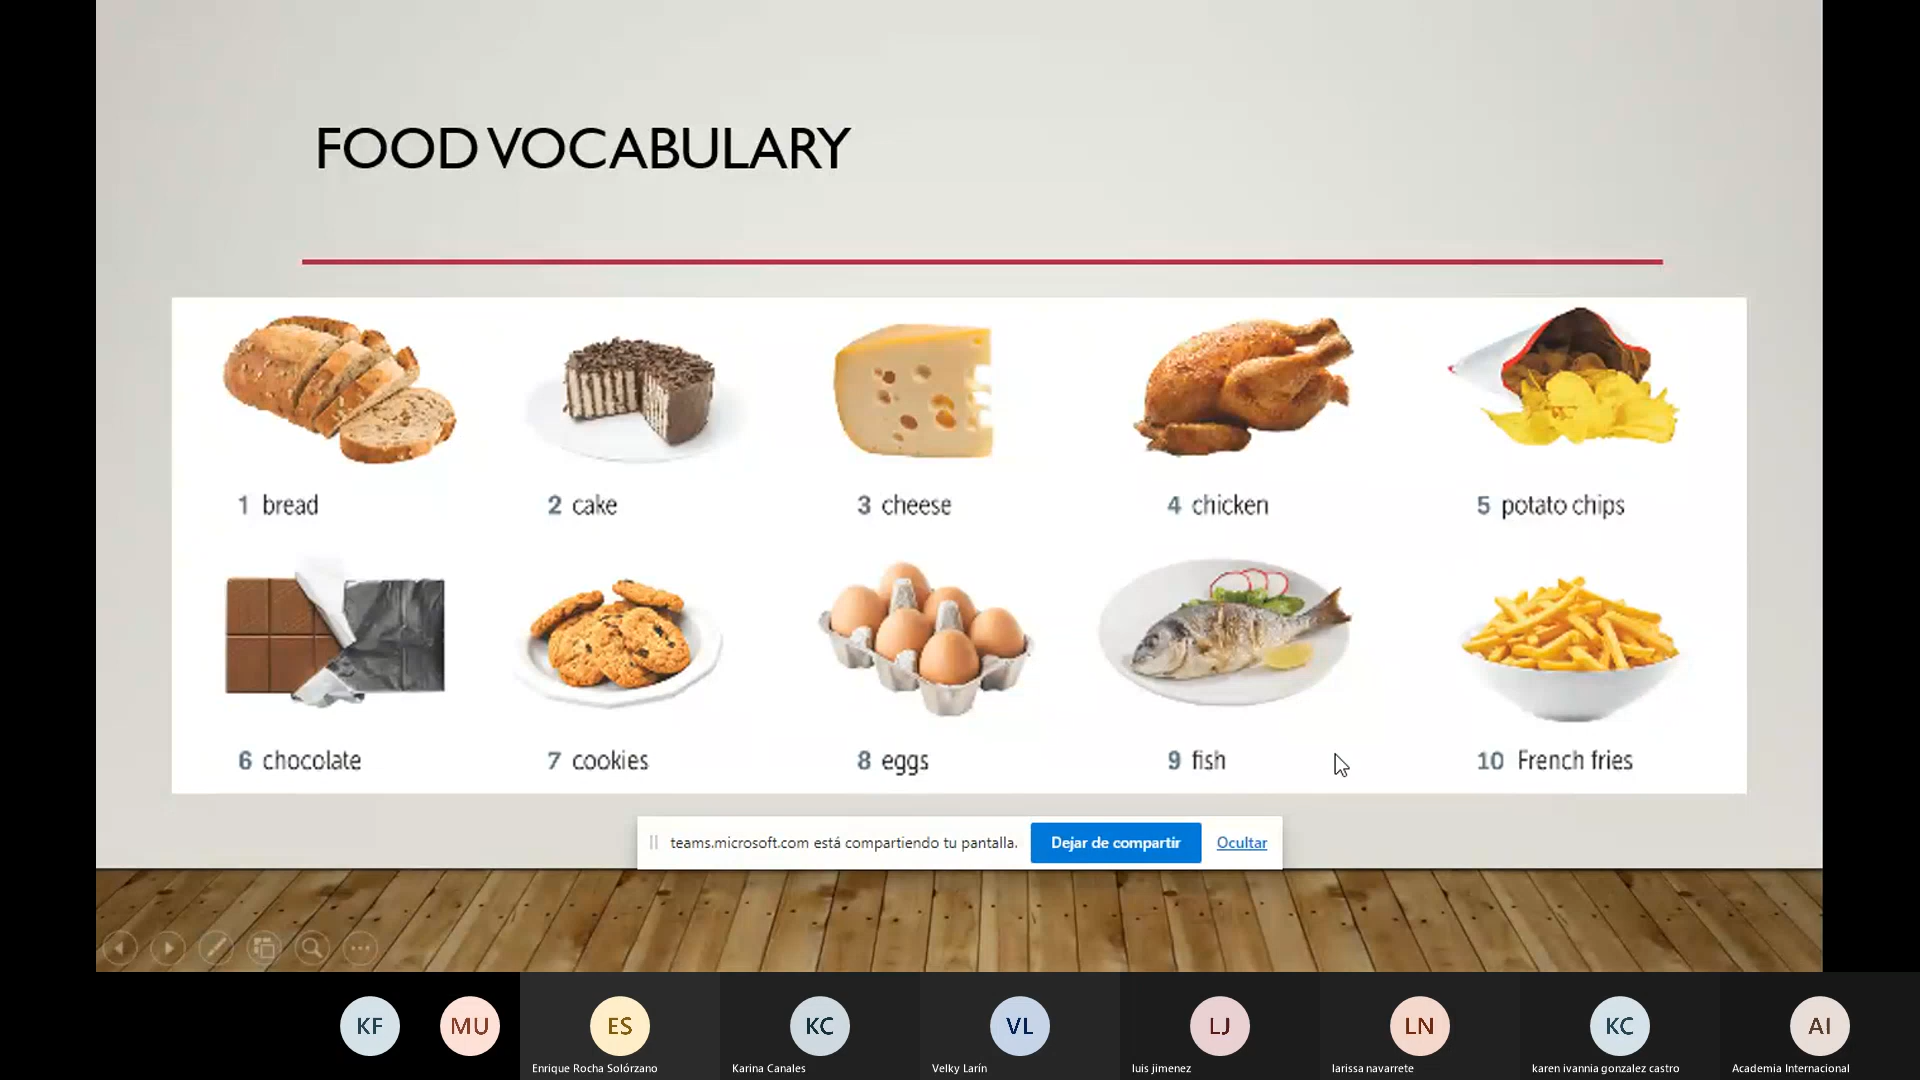 FOOD VOCABULARY
1 bread
2 cake
3 cheese
4 chicken
5 potato chips
6 chocolate
7 cookies
8 eggs
9 fish
10 French fries
teams.microsoft.com está compartiendo tu pantalla.
Dejar de compartir
Ocultar
KF
MU
ES
KC
VL
LJ
LN
KC
AI
Enrique Rocha Solórzano
Karina Canales
Velky Larín
luis jimenez
larissa navarrete
karen ivannia gonzalez castro
Academia Internacional